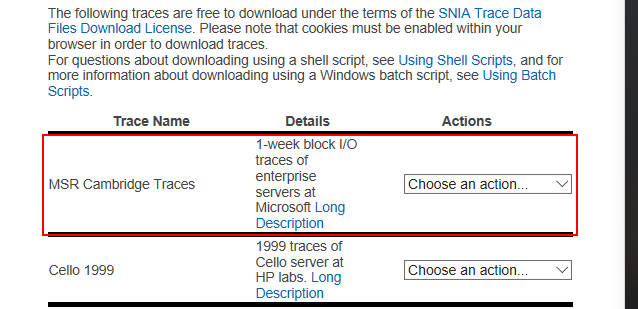 The following traces are free to download under the terms of the SNIA Trace Data
Files Download License. Please note that cookies must be enabled within your
browser in order to download traces.
For questions about downloading using a shell script, see Using Shell Scripts, and for
more information about downloading using a Windows batch script, see Using Batch
Scripts.
Trace Name Details Actions
1-week block I/O
traces of
enterprise
MSR Cambridge Traces servers at Choose an action...
Microsoft Long
Description
1999 traces of
Cello 1999 Cello server at Choose an action...
HP labs. Long
Description